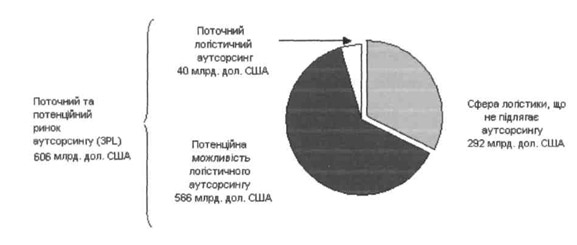 Поточний та
потенційний
ринок
аутсорсингу (3PL)
606 млрд. дол. США
Поточний
логістичний
аутсорсинг
40 млрд. дол. США
Потенційна
можливість
логістичного
аутсорсингу
566 млрд. дол. США
Сфера логістики, що
не підлягає
аутсорсингу
292 млрд. дол. США